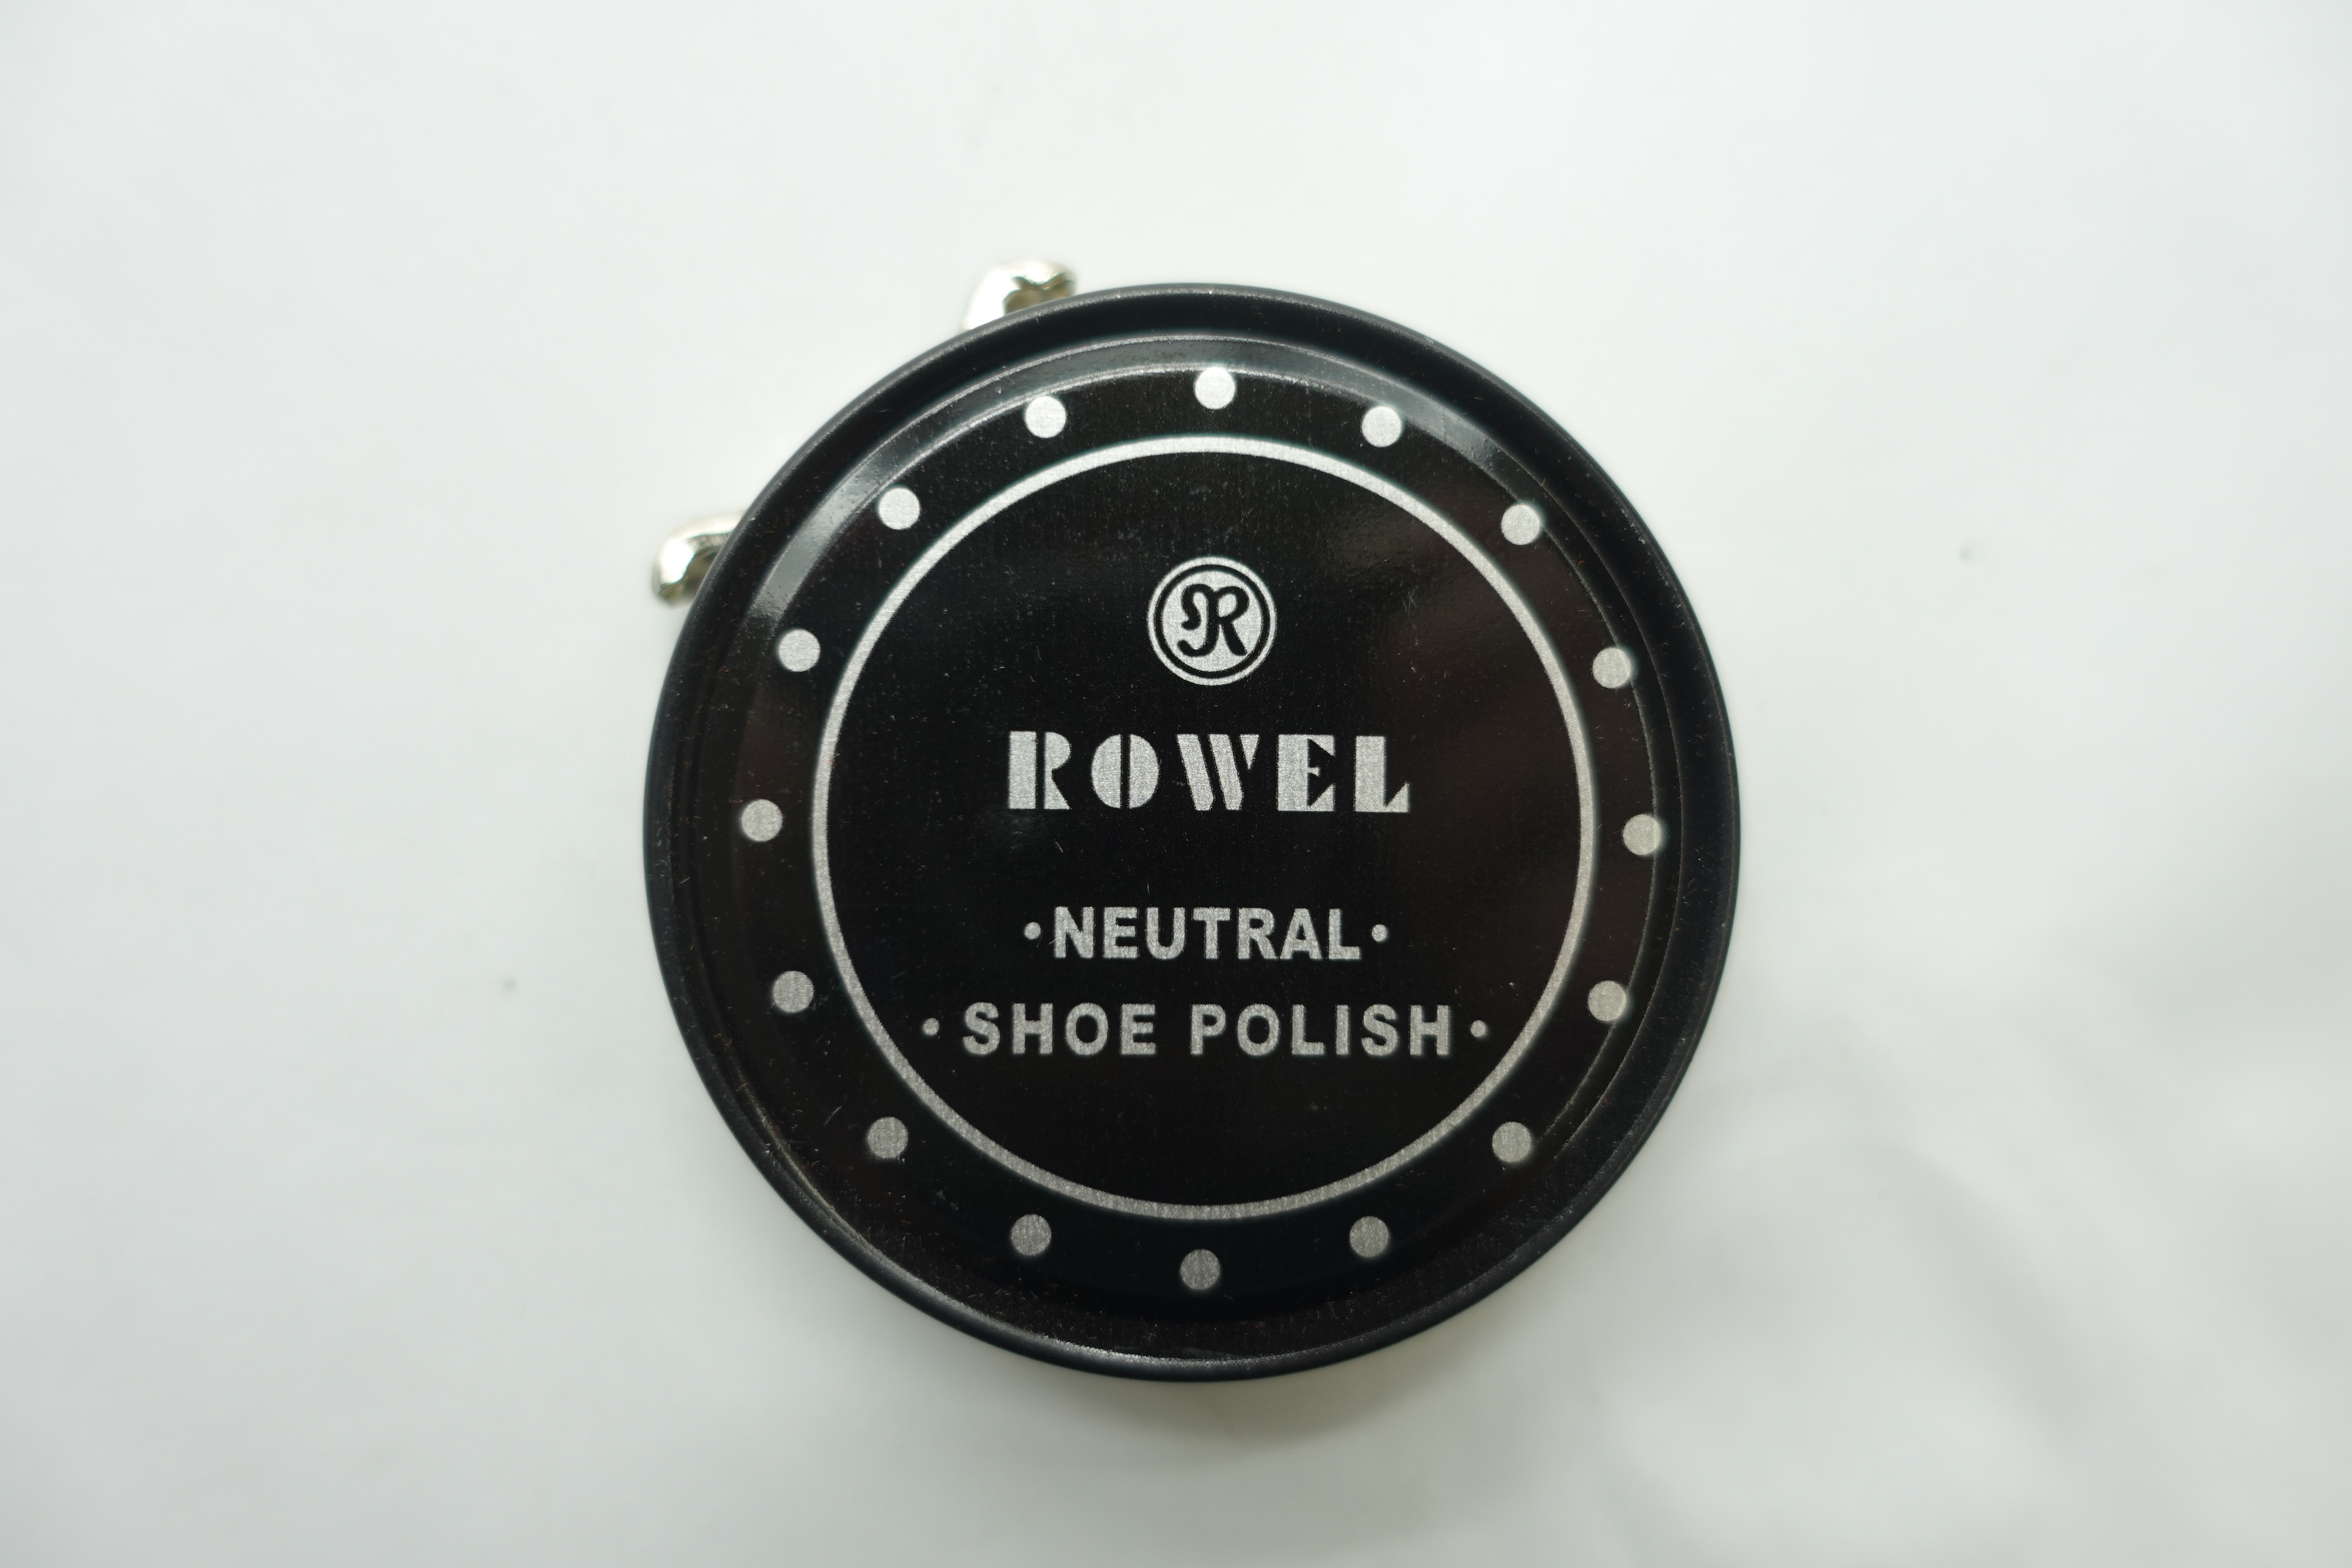 R
ROWEL
·NEUTRAL·
·SHOE POLISH·